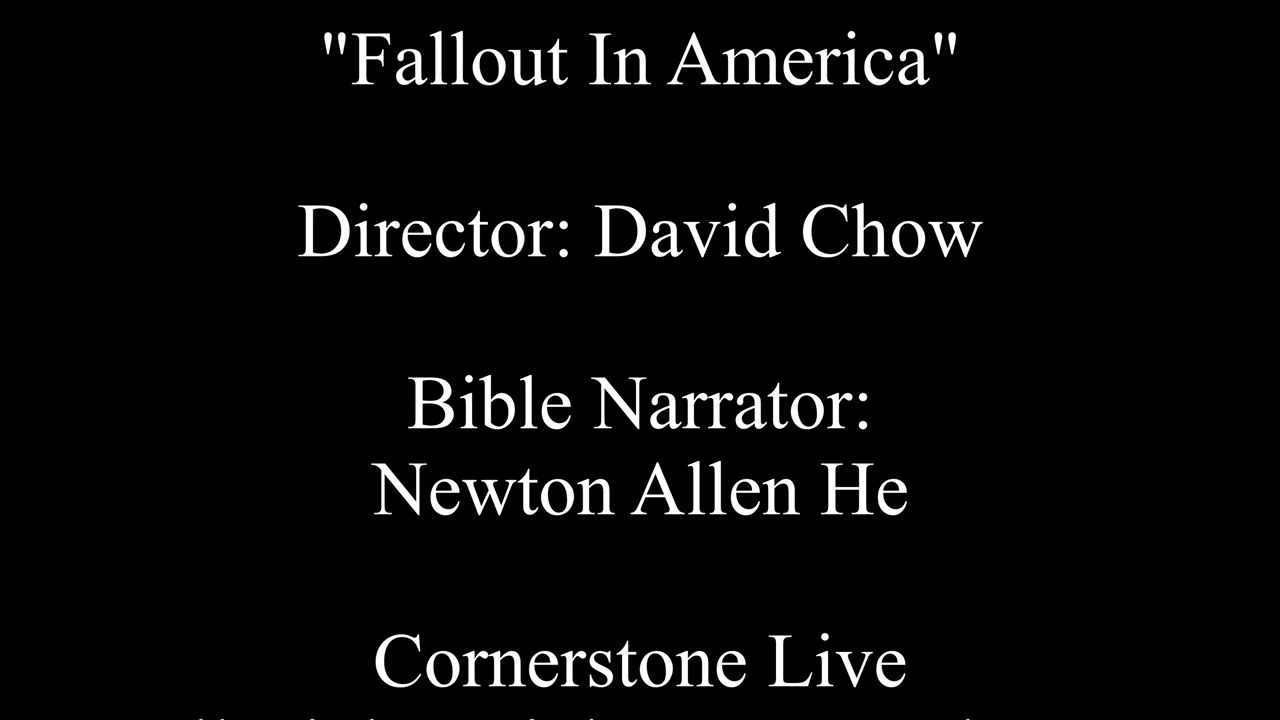 "Fallout In America"
Director: David Chow
Bible Narrator:
Newton Allen He
Cornerstone Live